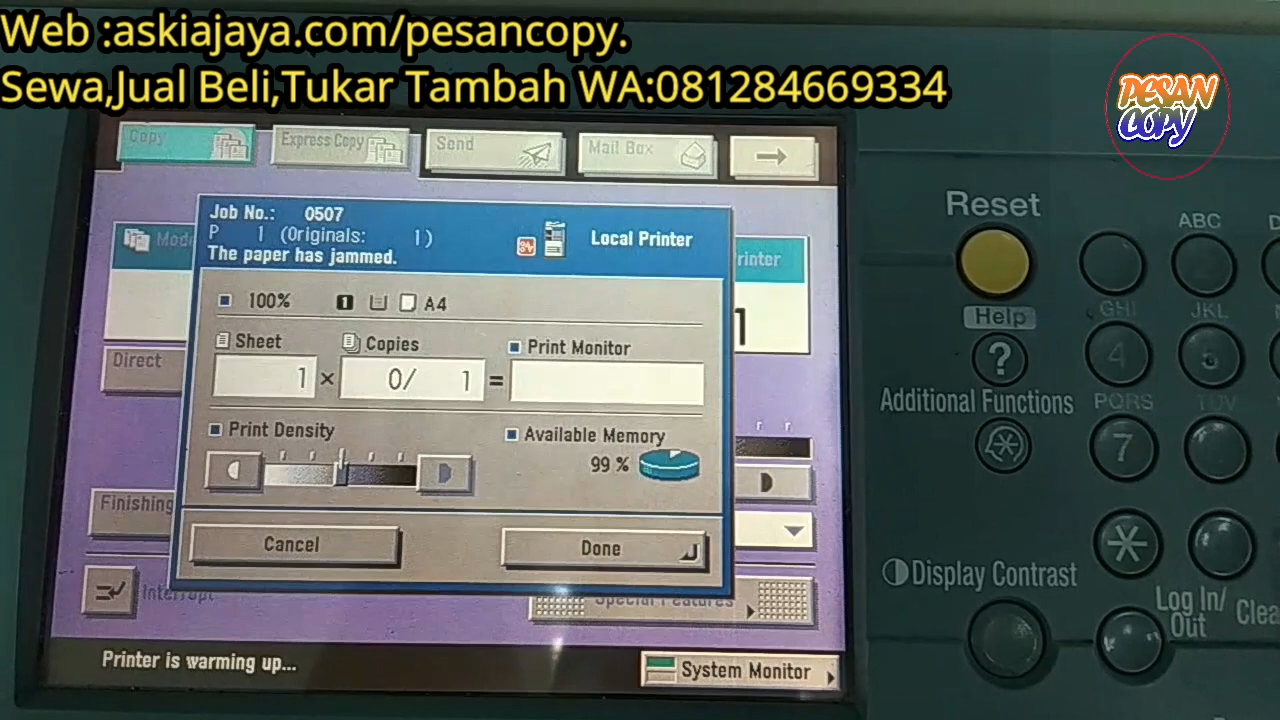 Web :askiajaya.com/pesancopy.
Sewa,Jual Beli,Tukar Tambah WA:081284669334
PESAN
COPY
Copy
Express Copy
Send
Mail Box
Job No.: 0507
P 1 (Originals: 1)
The paper has jammed.
Local Printer
100% 1 A4
Sheet
Copies
Print Monitor
1 × 0/ 1 =
Print Density
Available Memory
99 %
Cancel
Done
Direct
Finishing
Interrupt
Special Features
Printer is warming up...
System Monitor
Reset
Help
?
Additional Functions
Display Contrast
Log In/
Out
ABC
GHI
JKL
4
5
PQRS
TUV
7